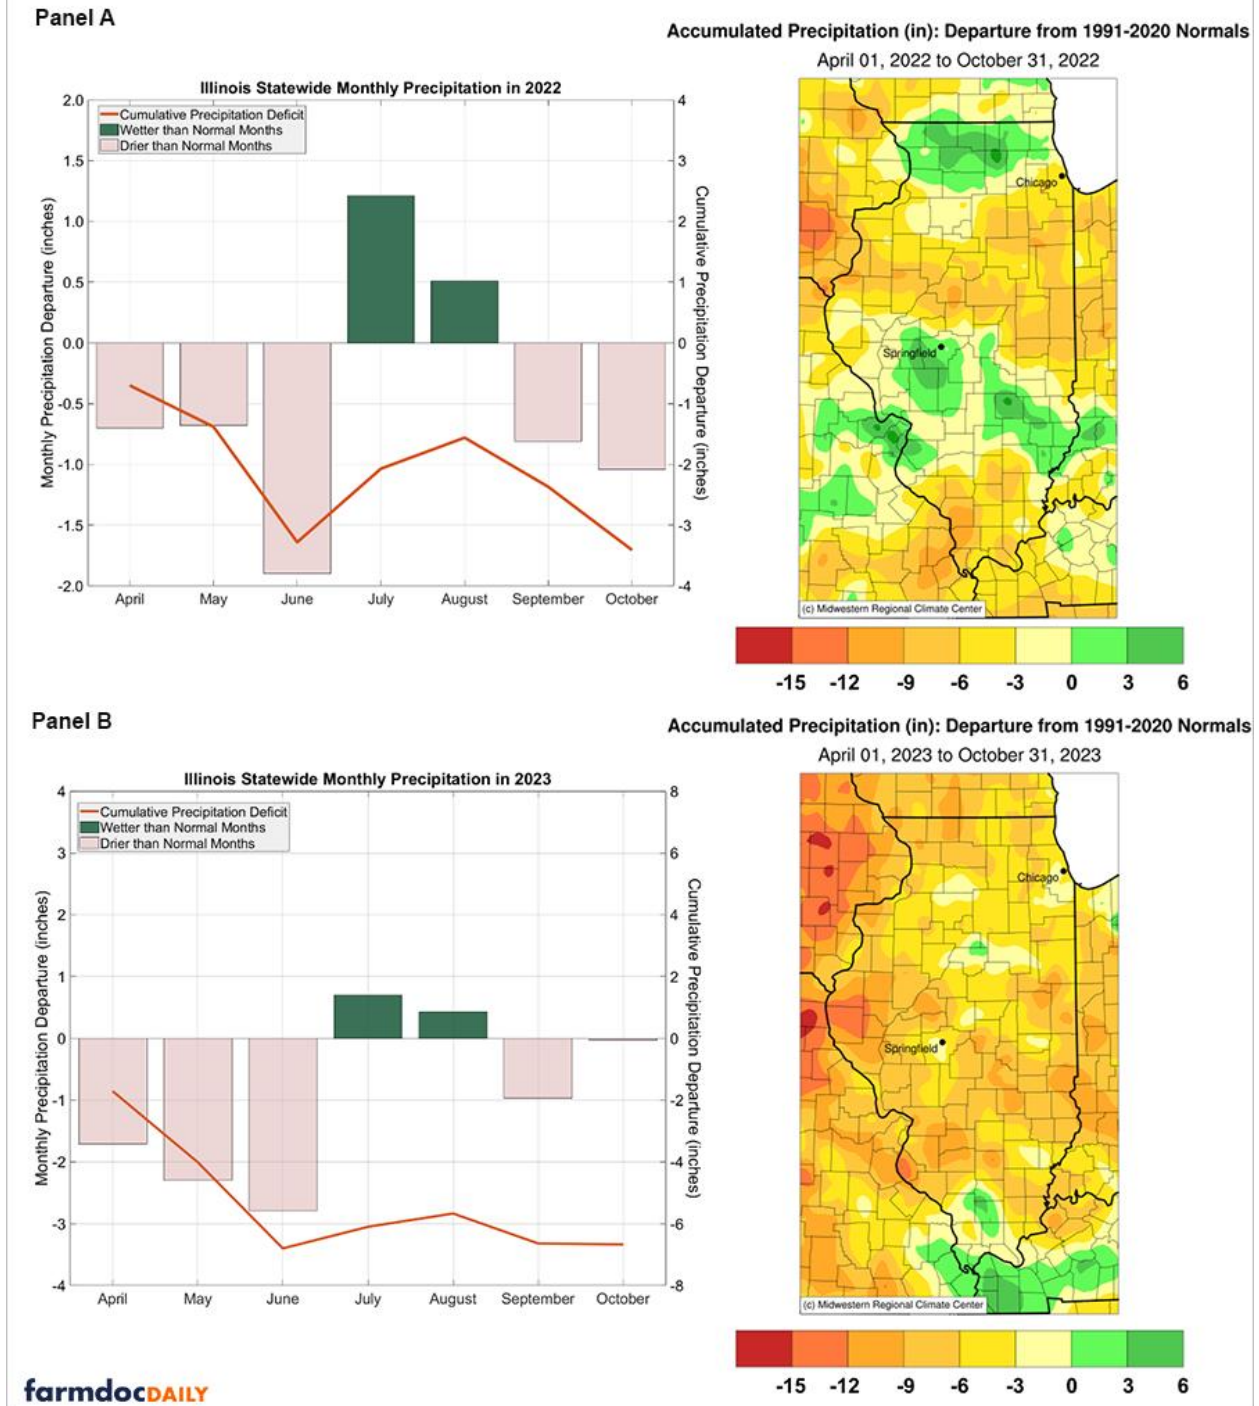 Panel A
Accumulated Precipitation (in): Departure from 1991-2020 Normals
April 01, 2022 to October 31, 2022
Illinois Statewide Monthly Precipitation in 2022
Cumulative Precipitation Deficit
Wetter than Normal Months
Drier than Normal Months
Monthly Precipitation Departure (inches)
2.0
1.5
1.0
0.5
0.0
-0.5
-1.0
-1.5
-2.0
4
3
2
1
0
-1
-2
-3
-4
Cumulative Precipitation Departure (inches)
April May June July August September October
Chicago
Springfield
(c) Midwestern Regional Climate Center
-15 -12 -9 -6 -3 0 3 6
Panel B
Accumulated Precipitation (in): Departure from 1991-2020 Normals
April 01, 2023 to October 31, 2023
Illinois Statewide Monthly Precipitation in 2023
Cumulative Precipitation Deficit
Wetter than Normal Months
Drier than Normal Months
Monthly Precipitation Departure (inches)
4
3
2
1
0
-1
-2
-3
-4
8
6
4
2
0
-2
-4
-6
-8
Cumulative Precipitation Departure (inches)
April May June July August September October
Chicago
Springfield
(c) Midwestern Regional Climate Center
-15 -12 -9 -6 -3 0 3 6
farmdocDAILY